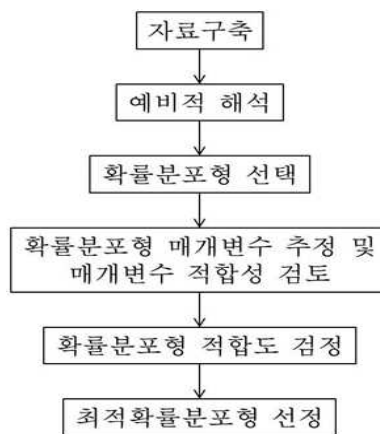 자료구축
예비적 해석
확률분포형 선택
확률분포형 매개변수 추정 및
매개변수 적합성 검토
확률분포형 적합도 검정
최적확률분포형 선정